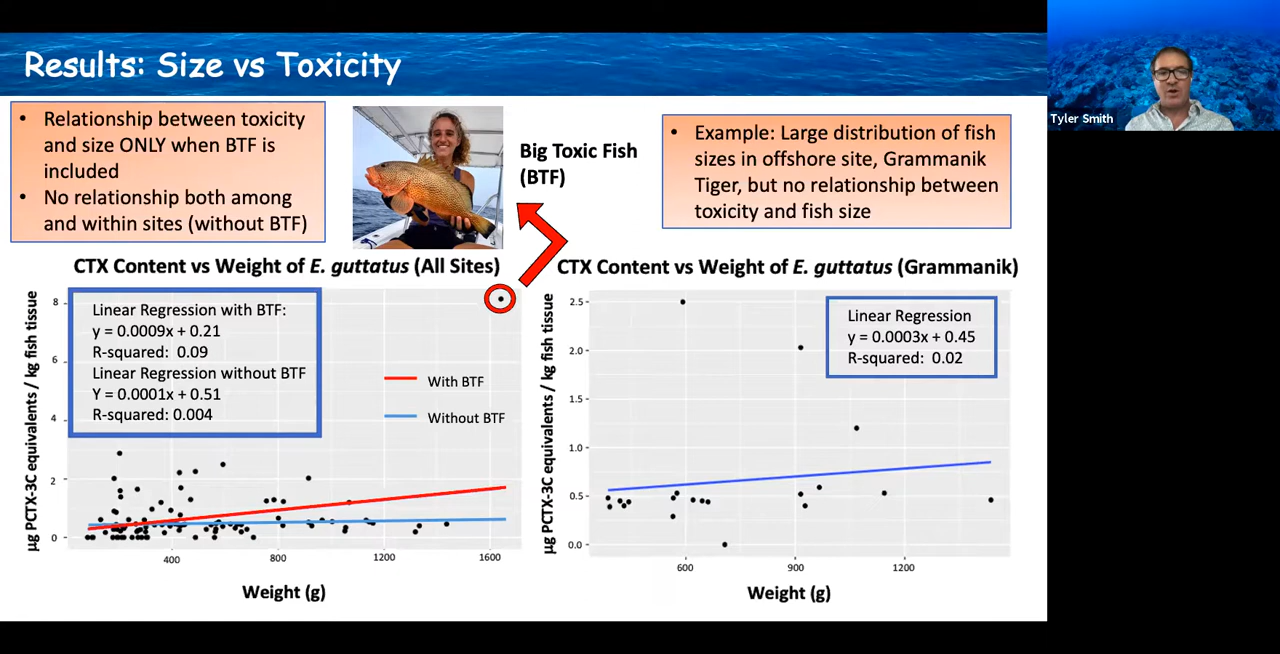 Results: Size vs Toxicity
Tyler Smith
• Relationship between toxicity
and size ONLY when BTF is
included
• No relationship both among
and within sites (without BTF)
Big Toxic Fish
(BTF)
• Example: Large distribution of fish
sizes in offshore site, Grammanik
Tiger, but no relationship between
toxicity and fish size
CTX Content vs Weight of E. guttatus (All Sites)
µg PCTX-3C equivalents / kg fish tissue
8
6
4
2
0
Linear Regression with BTF:
y = 0.0009x + 0.21
R-squared: 0.09
Linear Regression without BTF
Y = 0.0001x + 0.51
R-squared: 0.004
With BTF
Without BTF
400
800
1200
1600
Weight (g)
CTX Content vs Weight of E. guttatus (Grammanik)
µg PCTX-3C equivalents / kg fish tissue
2.5
2.0
1.5
1.0
0.5
0.0
Linear Regression
y = 0.0003x + 0.45
R-squared: 0.02
600
900
1200
Weight (g)